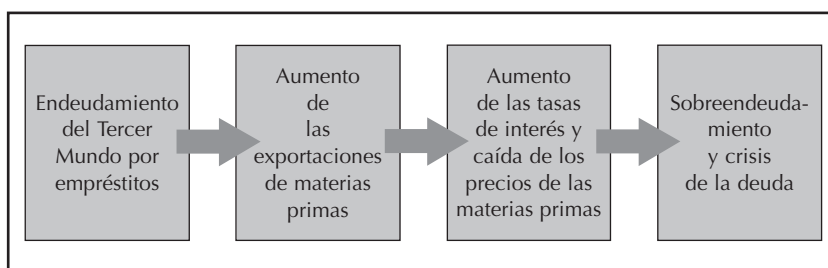 Endeudamiento
del Tercer
Mundo por
empréstitos
Aumento
de
las
exportaciones
de materias
primas
Aumento
de las tasas
de interés y
caída de los
precios de las
materias primas
Sobreendeuda-
miento
y crisis
de la deuda